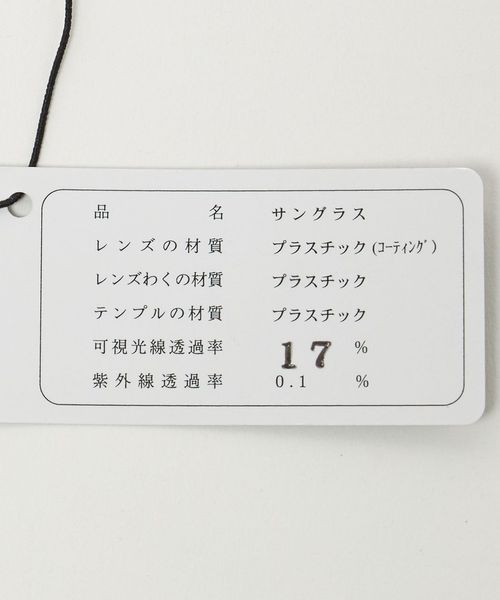 品名 サングラス
レンズの材質 プラスチック(ｺｰﾃｨﾝｸﾞ)
レンズわくの材質 プラスチック
テンプルの材質 プラスチック
可視光線透過率 17 %
紫外線透過率 0.1 %